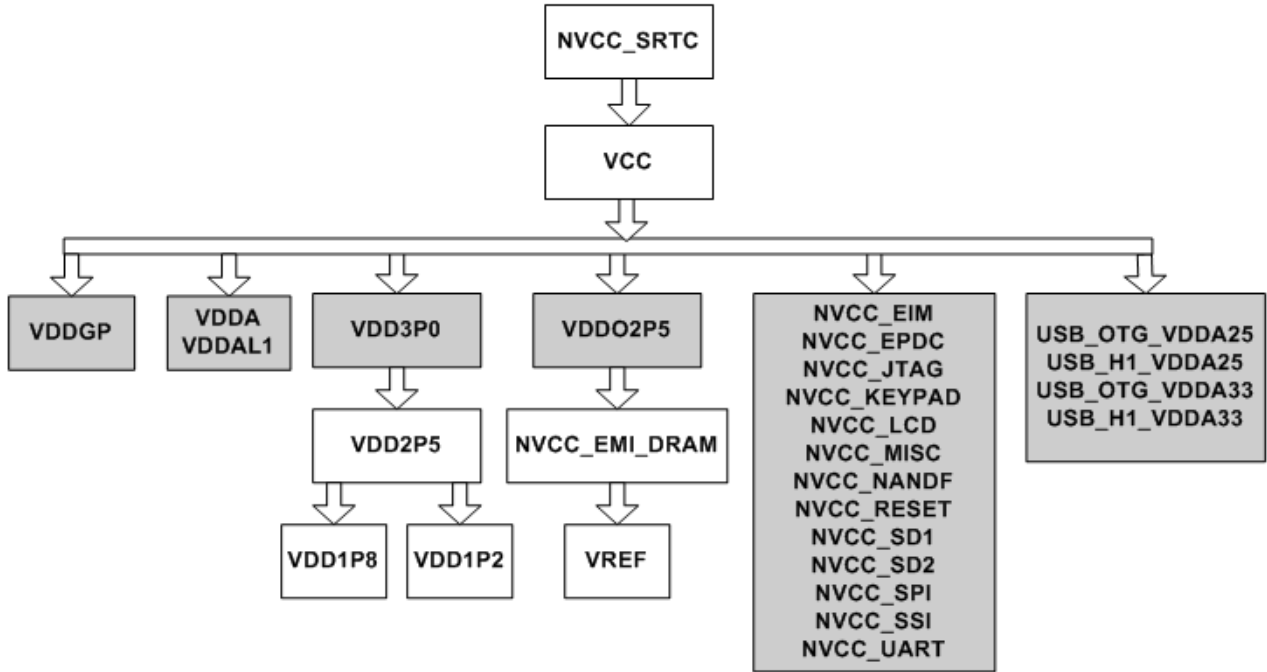 NVCC_SRTC
VCC
VDDGP
VDDA
VDDAL1
VDD3P0
VDD2P5
VDD1P8
VDD1P2
VDDO2P5
NVCC_EMI_DRAM
VREF
NVCC_EIM
NVCC_EPDC
NVCC_JTAG
NVCC_KEYPAD
NVCC_LCD
NVCC_MISC
NVCC_NANDF
NVCC_RESET
NVCC_SD1
NVCC_SD2
NVCC_SPI
NVCC_SSI
NVCC_UART
USB_OTG_VDDA25
USB_H1_VDDA25
USB_OTG_VDDA33
USB_H1_VDDA33